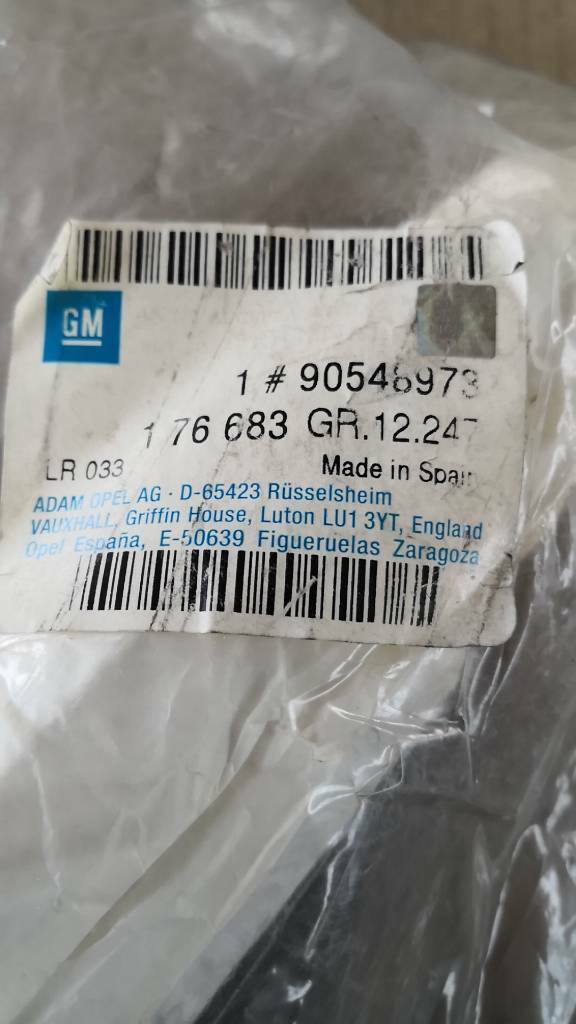 GM
1 # 90546973
1 76 683 GR.12.247
LR 033
Made in Spain
ADAM OPEL AG · D-65423 Rüsselsheim
VAUXHALL, Griffin House, Luton LU1 3YT, England
Opel España, E-50639 Figueruelas Zaragoza